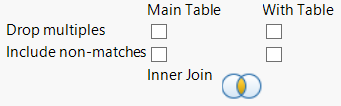 Main Table With Table
Drop multiples
Include non-matches
Inner Join